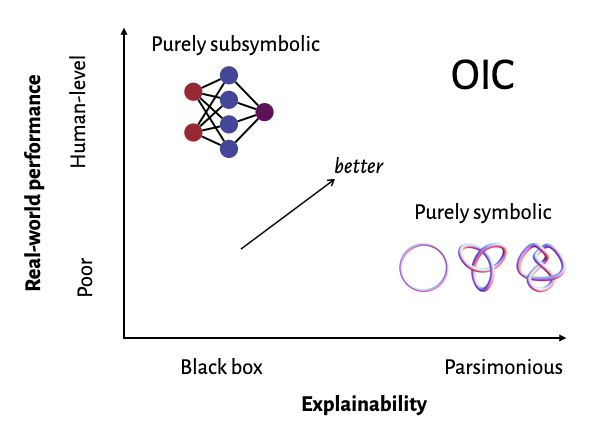 Purely subsymbolic
OIC
Human-level
Real-world performance
better
Purely symbolic
Poor
Black box
Parsimonious
Explainability